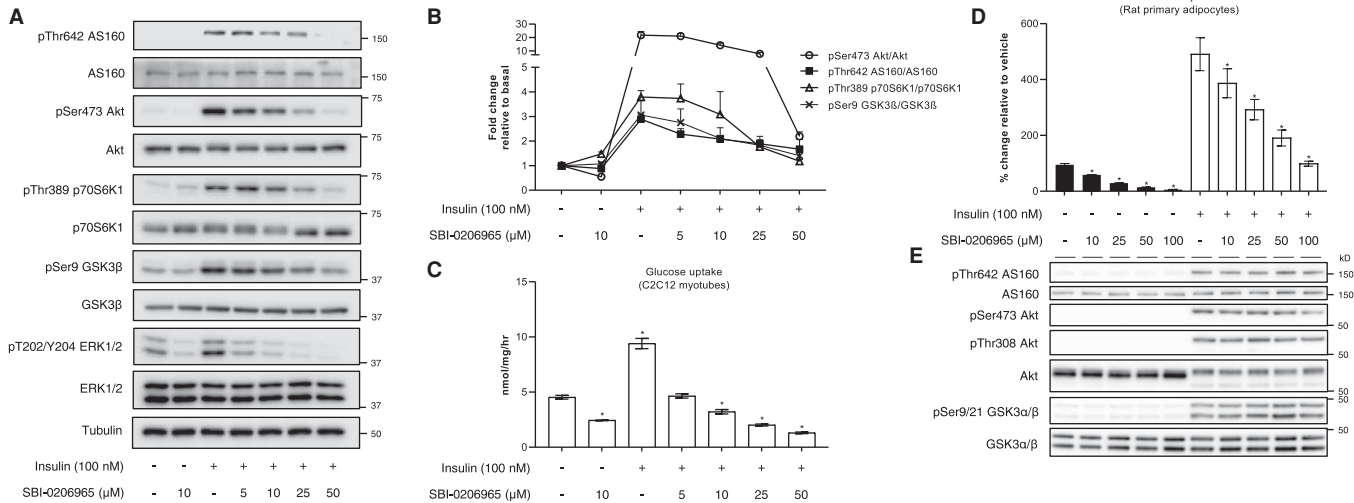 A
pThr642 AS160
150
AS160
150
pSer473 Akt
75
Akt
75
pThr389 p70S6K1
75
p70S6K1
75
pSer9 GSK3β
37
GSK3β
37
pT202/Y204 ERK1/2
37
ERK1/2
37
Tubulin
50
Insulin (100 nM) - - + + + + +
SBI-0206965 (μM) - 10 - 5 10 25 50
B
Fold change
relative to basal
30
20
10
4
3
2
1
0
pSer473 Akt/Akt
pThr642 AS160/AS160
pThr389 p70S6K1/p70S6K1
pSer9 GSK3ß/GSK3ß
Insulin (100 nM) - - + + + + +
SBI-0206965 (μM) - 10 - 5 10 25 50
C
Glucose uptake
(C2C12 myotubes)
nmol/mg/hr
15
10
5
0
* * * * * *
Insulin (100 nM) - - + + + + +
SBI-0206965 (μM) - 10 - 5 10 25 50
D
(Rat primary adipocytes)
% change relative to vehicle
600
400
200
0
* * * * * * * *
Insulin (100 nM) - - - - - + + + + +
SBI-0206965 (μM) - 10 25 50 100 - 10 25 50 100
E
kD
pThr642 AS160
150
AS160
150
pSer473 Akt
50
pThr308 Akt
50
Akt
50
pSer9/21 GSK3α/β
50
GSK3α/β
50